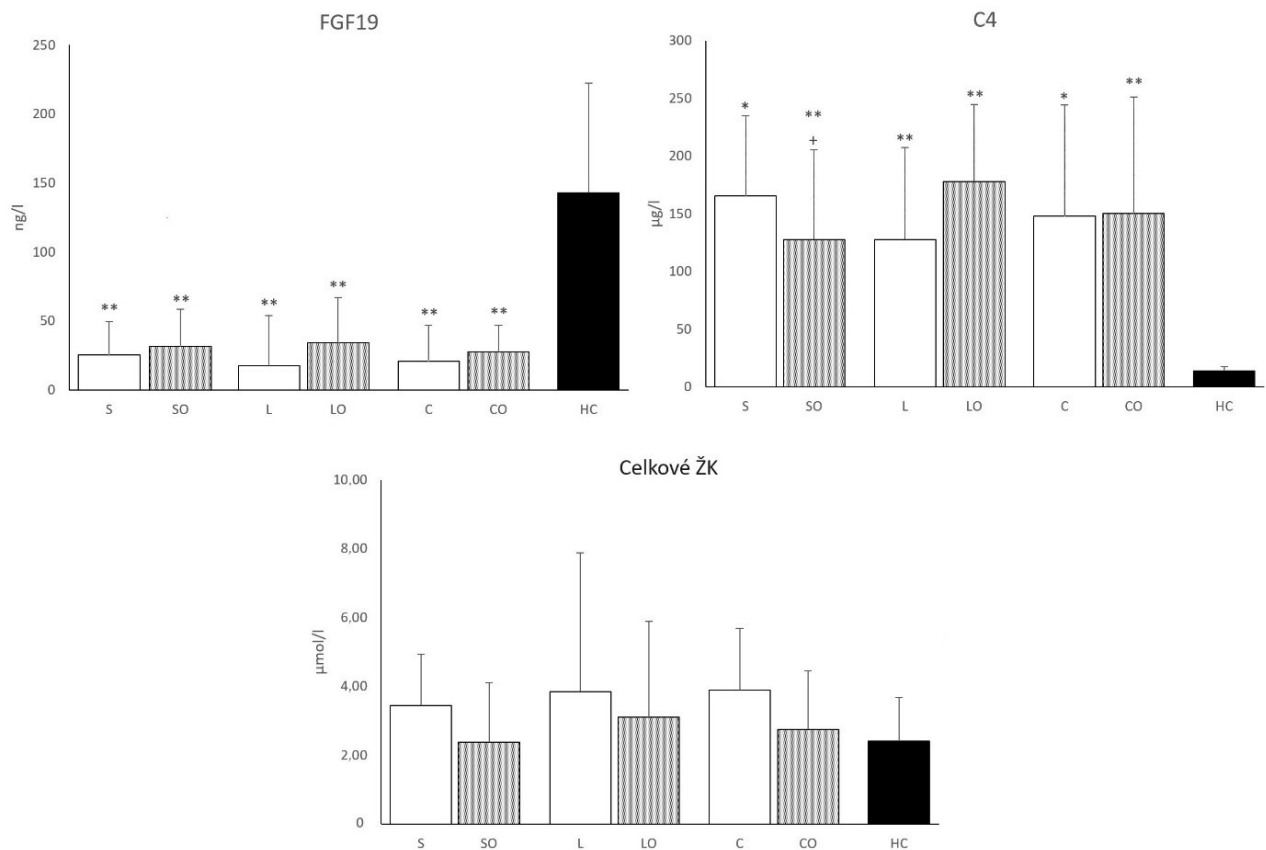 FGF19
250
200
150
100
50
0
ng/l
** ** ** ** ** **
S SO L LO C CO HC
C4
300
250
200
150
100
50
0
µg/l
* ** ** ** * **
+
S SO L LO C CO HC
Celkové ŽK
10,00
8,00
6,00
4,00
2,00
0
µmol/l
S SO L LO C CO HC